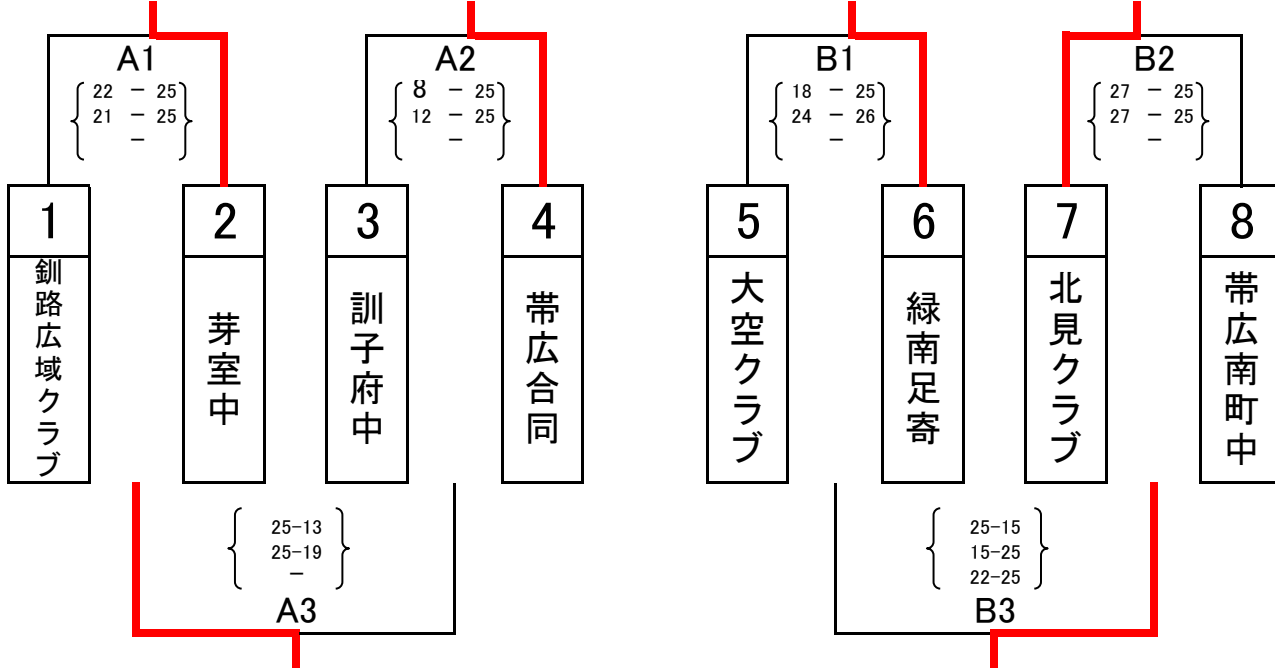 A1 A2 B1 B2
22 － 25 8 － 25 18 － 25 27 － 25
21 － 25 12 － 25 24 － 26 27 － 25
－ － － －
1 2 3 4 5 6 7 8
釧路広域クラブ
芽室中
訓子府中
帯広合同
大空クラブ
緑南足寄
北見クラブ
帯広南町中
25-13 25-15
25-19 15-25
－ 22-25
A3 B3